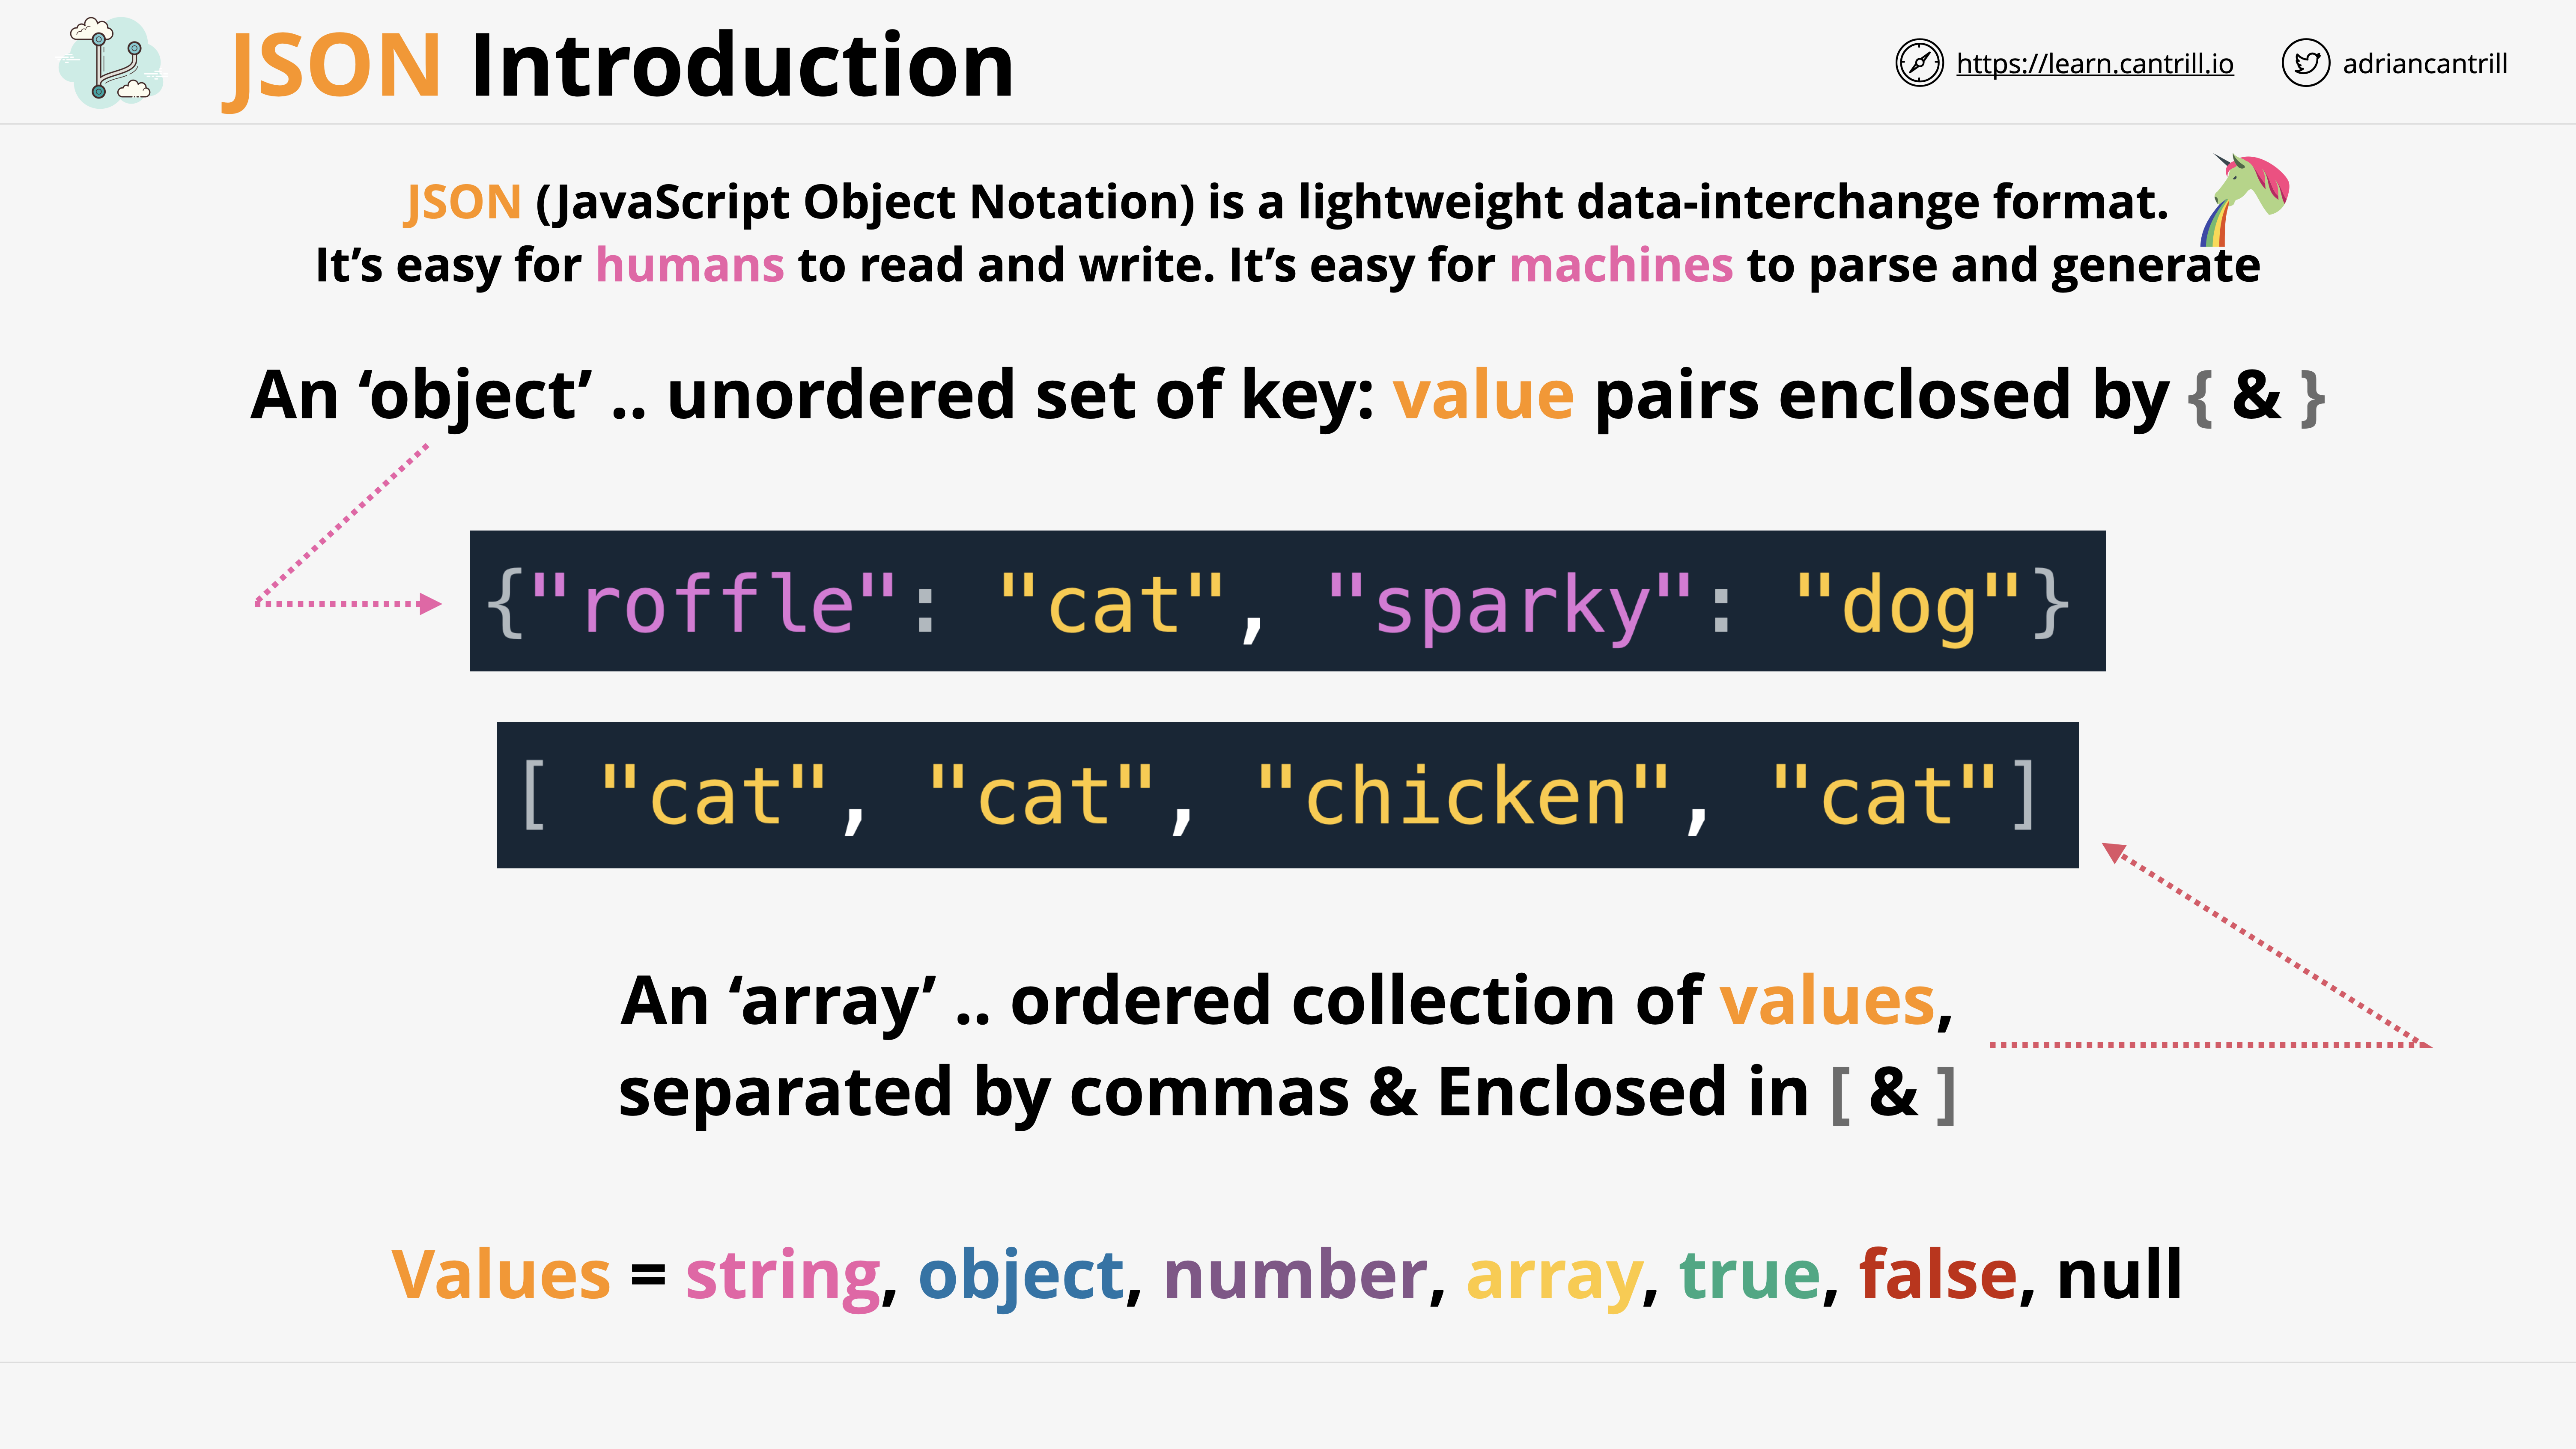 JSON Introduction
https://learn.cantrill.io
adriancantrill
JSON (JavaScript Object Notation) is a lightweight data-interchange format.
It’s easy for humans to read and write. It’s easy for machines to parse and generate
An ‘object’ .. unordered set of key: value pairs enclosed by { & }
{"roffle": "cat", "sparky": "dog"}
[ "cat", "cat", "chicken", "cat"]
An ‘array’ .. ordered collection of values,
separated by commas & Enclosed in [ & ]
Values = string, object, number, array, true, false, null